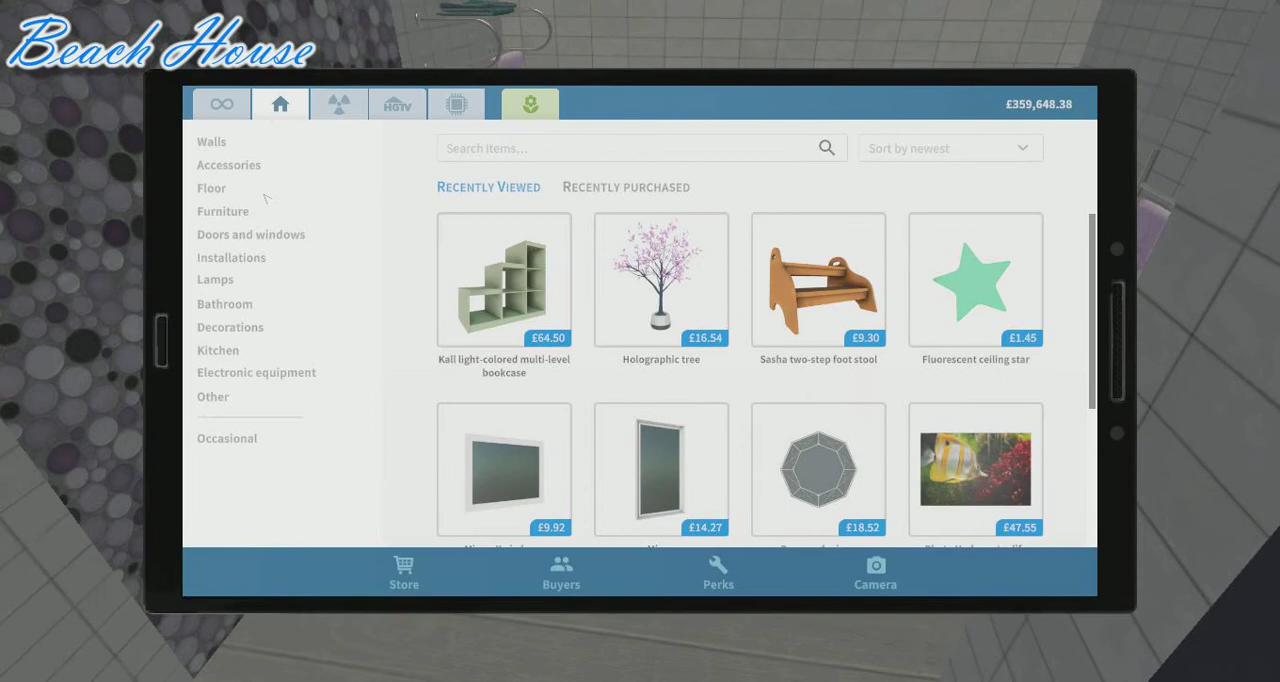 Beach House
HGTV
£359,648.38
Walls
Accessories
Floor
Furniture
Doors and windows
Installations
Lamps
Bathroom
Decorations
Kitchen
Electronic equipment
Other
Occasional
Search items...
Sort by newest
RECENTLY VIEWED
RECENTLY PURCHASED
£64.50
£16.54
£9.30
£1.45
Kall light-colored multi-level
bookcase
Holographic tree
Sasha two-step foot stool
Fluorescent ceiling star
£9.92
£14.27
£18.52
£47.55
Store
Buyers
Perks
Camera